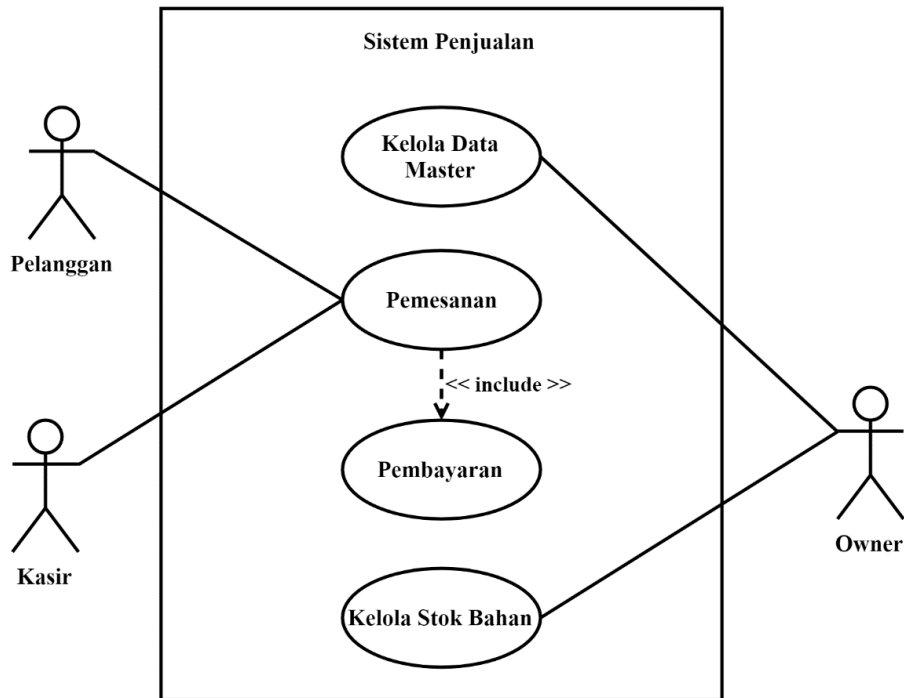 Sistem Penjualan
Kelola Data
Master
Pelanggan
Pemesanan
<< include >>
Pembayaran
Owner
Kasir
Kelola Stok Bahan